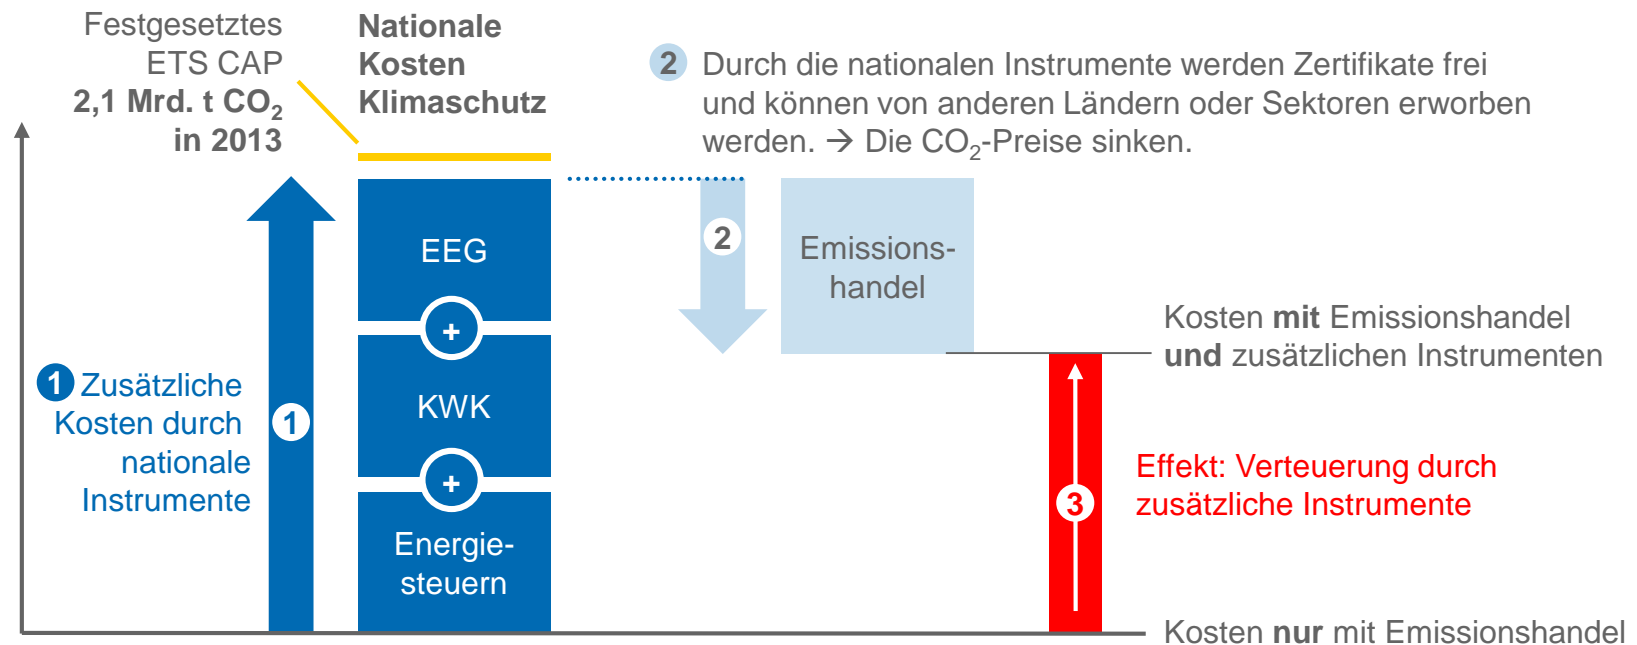 Festgesetztes
ETS CAP
2,1 Mrd. t CO₂
in 2013
Nationale
Kosten
Klimaschutz
2 Durch die nationalen Instrumente werden Zertifikate frei
und können von anderen Ländern oder Sektoren erworben
werden. → Die CO₂-Preise sinken.
1 Zusätzliche
Kosten durch
nationale
Instrumente
1
EEG
+
KWK
+
Energie-
steuern
2
Emissions-
handel
Kosten mit Emissionshandel
und zusätzlichen Instrumenten
3
Effekt: Verteuerung durch
zusätzliche Instrumente
Kosten nur mit Emissionshandel